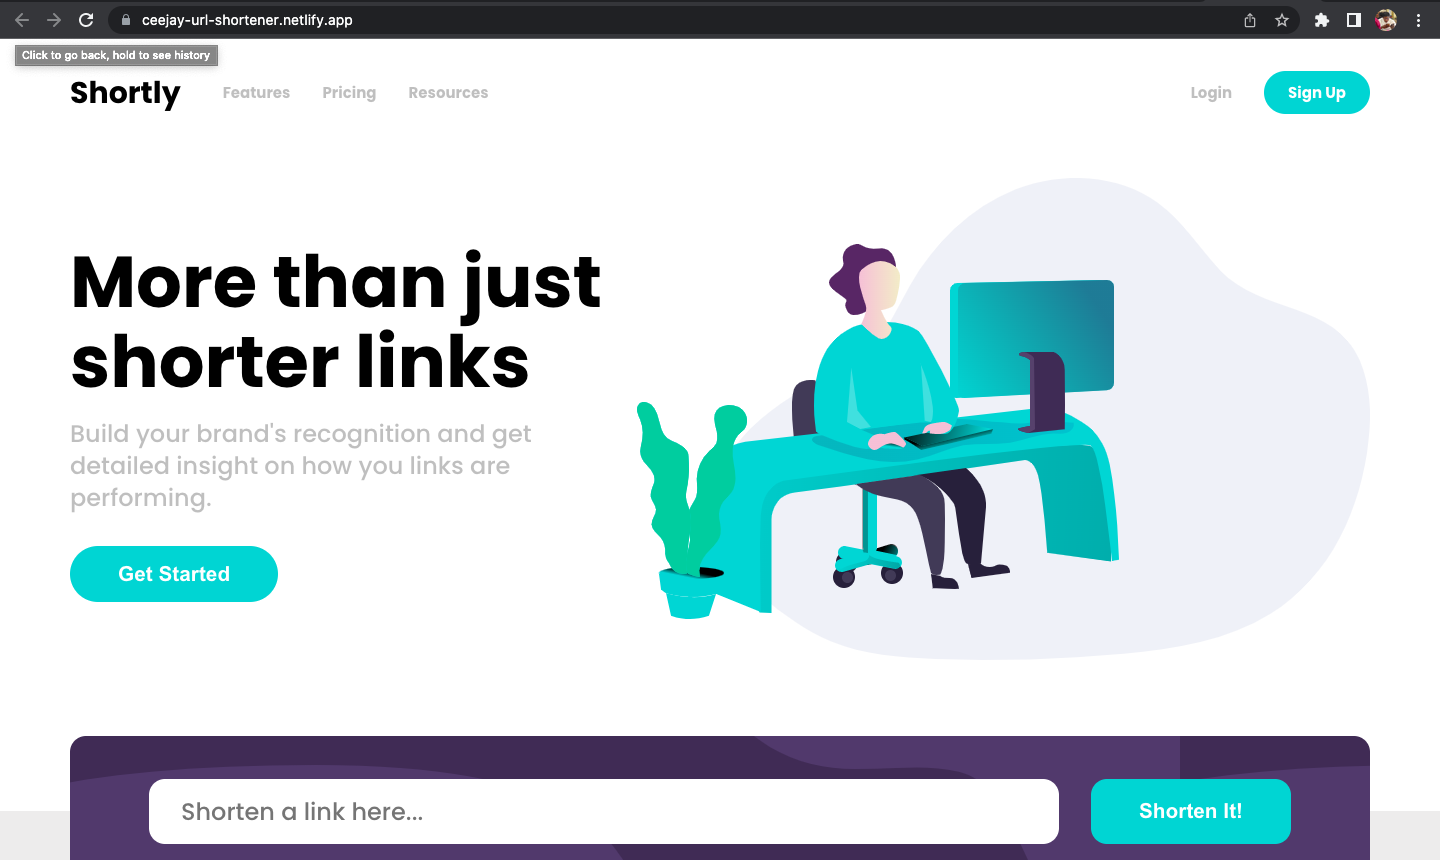 ceejay-url-shortener.netlify.app
Click to go back, hold to see history
Shortly
Features
Pricing
Resources
Login
Sign Up
More than just
shorter links
Build your brand's recognition and get
detailed insight on how you links are
performing.
Get Started
Shorten a link here...
Shorten It!